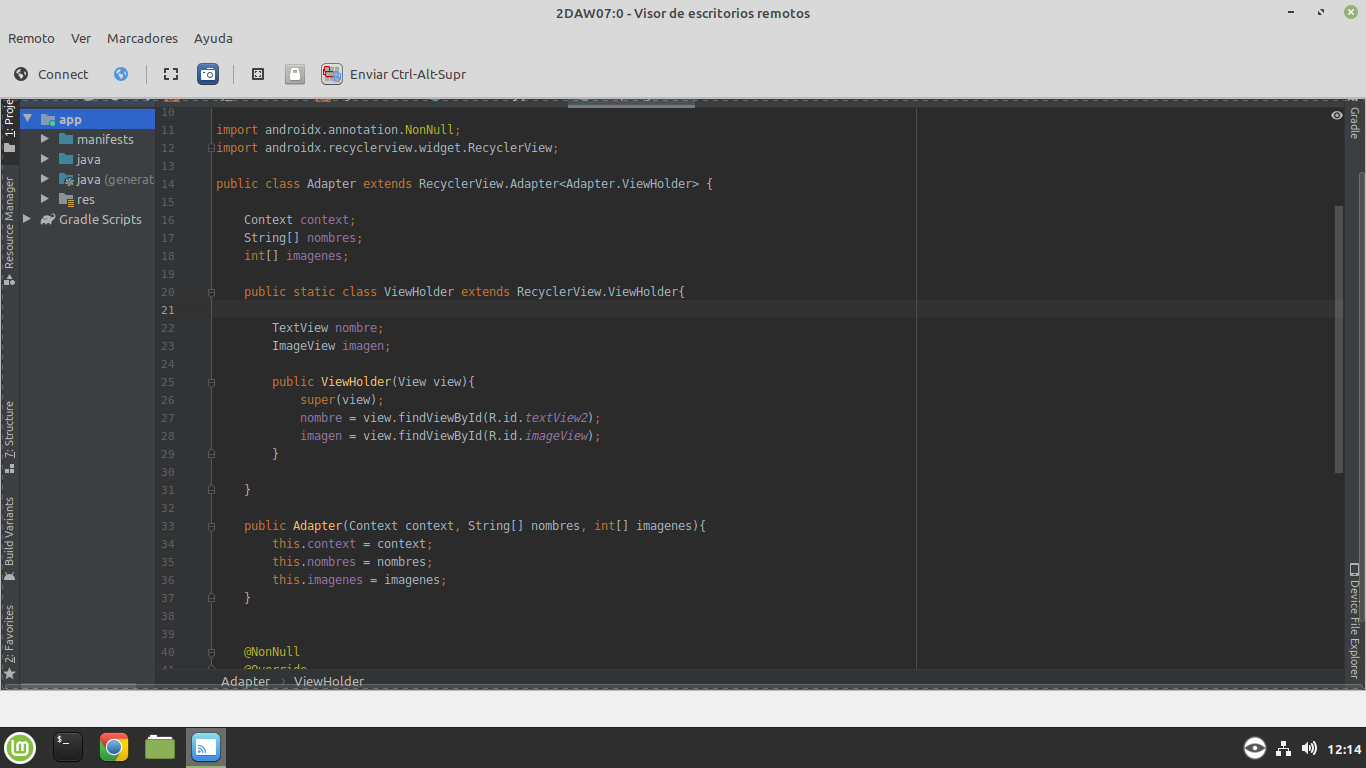 2DAW07:0 - Visor de escritorios remotos
Remoto Ver Marcadores Ayuda
Connect Enviar Ctrl-Alt-Supr
1: Proje
Resource Manager
7: Structure
Build Variants
2: Favorites
app
manifests
java
java (generat
res
Gradle Scripts
10
11 import androidx.annotation.NonNull;
12 import androidx.recyclerview.widget.RecyclerView;
13
14 public class Adapter extends RecyclerView.Adapter<Adapter.ViewHolder> {
15
16 Context context;
17 String[] nombres;
18 int[] imagenes;
19
20 public static class ViewHolder extends RecyclerView.ViewHolder{
21
22 TextView nombre;
23 ImageView imagen;
24
25 public ViewHolder(View view){
26 super(view);
27 nombre = view.findViewById(R.id.textView2);
28 imagen = view.findViewById(R.id.imageView);
29 }
30
31 }
32
33 public Adapter(Context context, String[] nombres, int[] imagenes){
34 this.context = context;
35 this.nombres = nombres;
36 this.imagenes = imagenes;
37 }
38
39
40 @NonNull
41 @Override
Adapter › ViewHolder
Gradle
Device File Explorer
$_
12:14